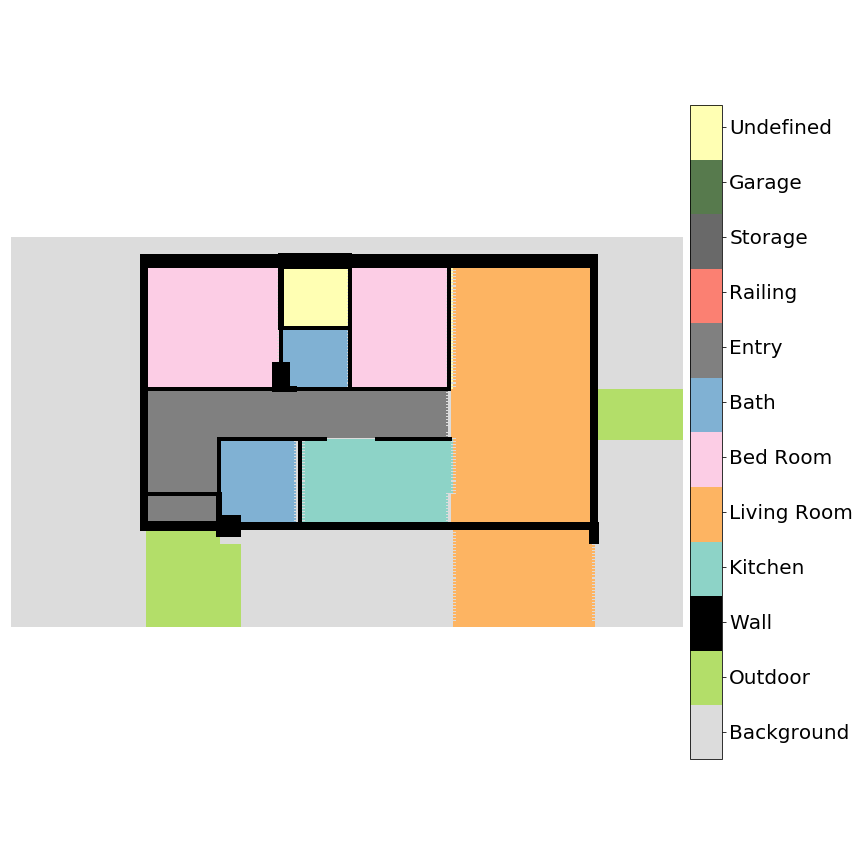 Undefined
Garage
Storage
Railing
Entry
Bath
Bed Room
Living Room
Kitchen
Wall
Outdoor
Background